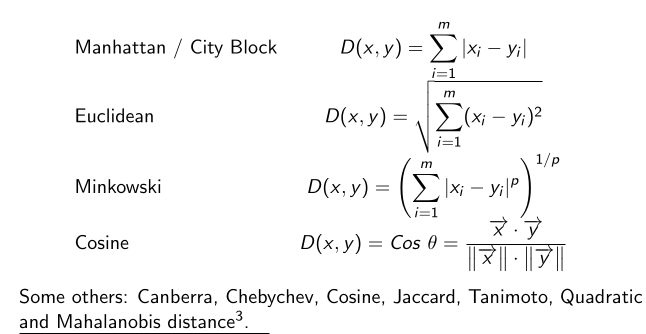 Manhattan / City Block D(x, y) = ∑_{i=1}^{m} |x_i − y_i|
Euclidean D(x, y) = √(∑_{i=1}^{m} (x_i − y_i)²)
Minkowski D(x, y) = (∑_{i=1}^{m} |x_i − y_i|^p)^{1/p}
Cosine D(x, y) = Cos θ = (x⃗ · y⃗) / (‖x⃗‖ · ‖y⃗‖)
Some others: Canberra, Chebychev, Cosine, Jaccard, Tanimoto, Quadratic
and Mahalanobis distance³.